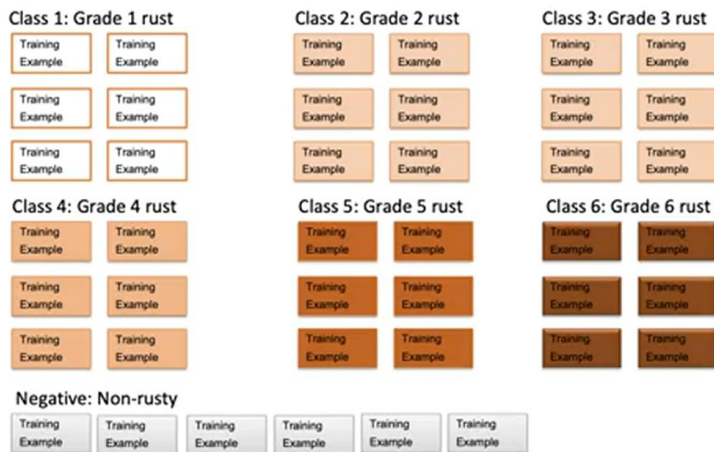 Class 1: Grade 1 rust
Class 2: Grade 2 rust
Class 3: Grade 3 rust
Training Training Training Training Training Training
Example Example Example Example Example Example
Training Training Training Training Training Training
Example Example Example Example Example Example
Training Training Training Training Training Training
Example Example Example Example Example Example
Class 4: Grade 4 rust
Class 5: Grade 5 rust
Class 6: Grade 6 rust
Training Training Training Training Training Training
Example Example Example Example Example Example
Training Training Training Training Training Training
Example Example Example Example Example Example
Training Training Training Training Training Training
Example Example Example Example Example Example
Negative: Non-rusty
Training Training Training Training Training Training
Example Example Example Example Example Example